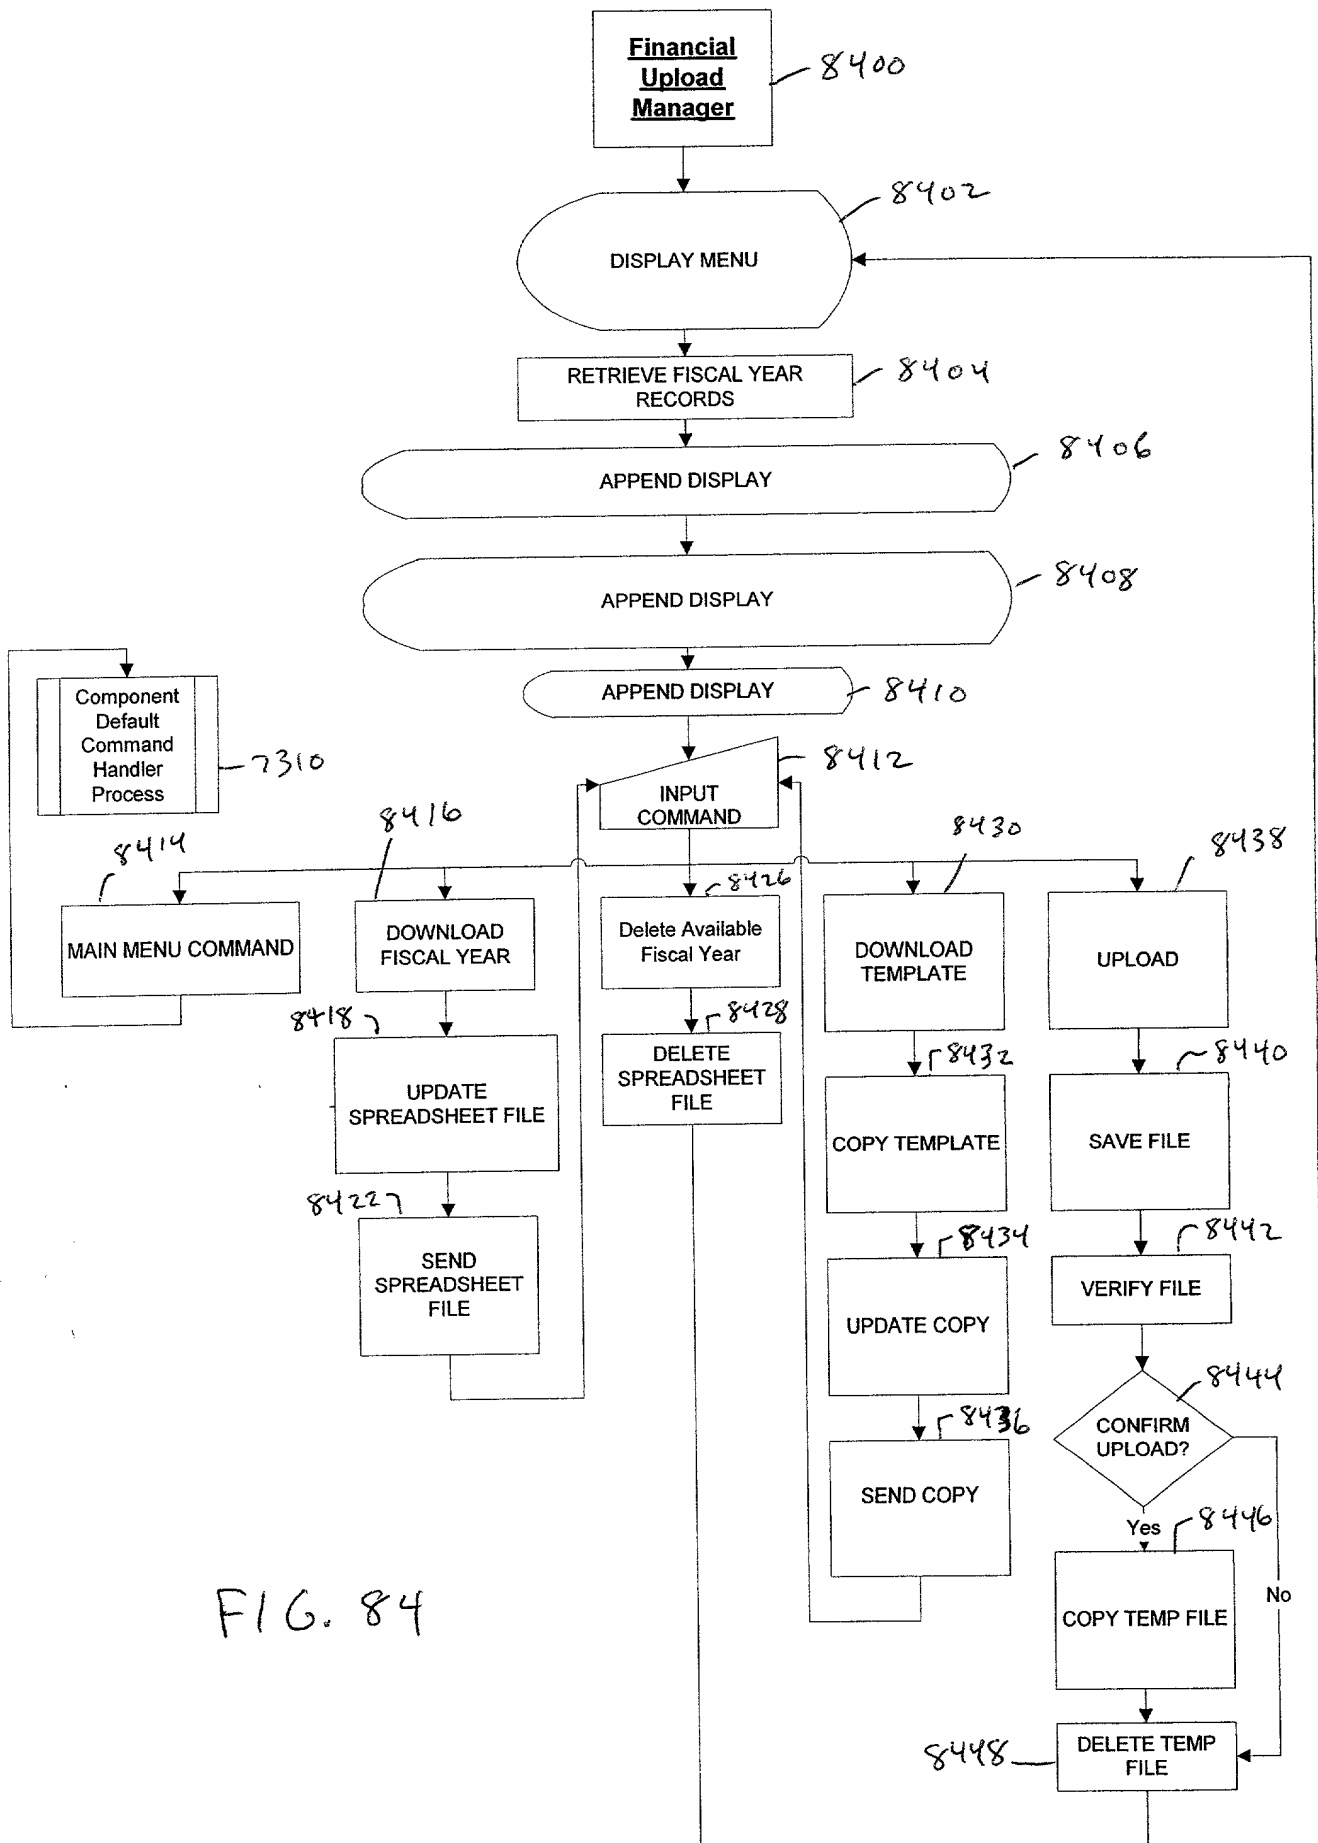 Financial
Upload
Manager
8400
8402
DISPLAY MENU
RETRIEVE FISCAL YEAR
RECORDS
8404
8406
APPEND DISPLAY
8408
APPEND DISPLAY
APPEND DISPLAY
8410
Component
Default
Command
Handler
Process
7310
8412
INPUT
COMMAND
8414
8416
8426
8430
8438
MAIN MENU COMMAND
DOWNLOAD
FISCAL YEAR
Delete Available
Fiscal Year
DOWNLOAD
TEMPLATE
UPLOAD
8418
8428
8432
8440
UPDATE
SPREADSHEET FILE
DELETE
SPREADSHEET
FILE
COPY TEMPLATE
SAVE FILE
8422
8434
8442
SEND
SPREADSHEET
FILE
UPDATE COPY
VERIFY FILE
8444
CONFIRM
UPLOAD?
8436
SEND COPY
Yes
8446
No
COPY TEMP FILE
FIG. 84
8448
DELETE TEMP
FILE